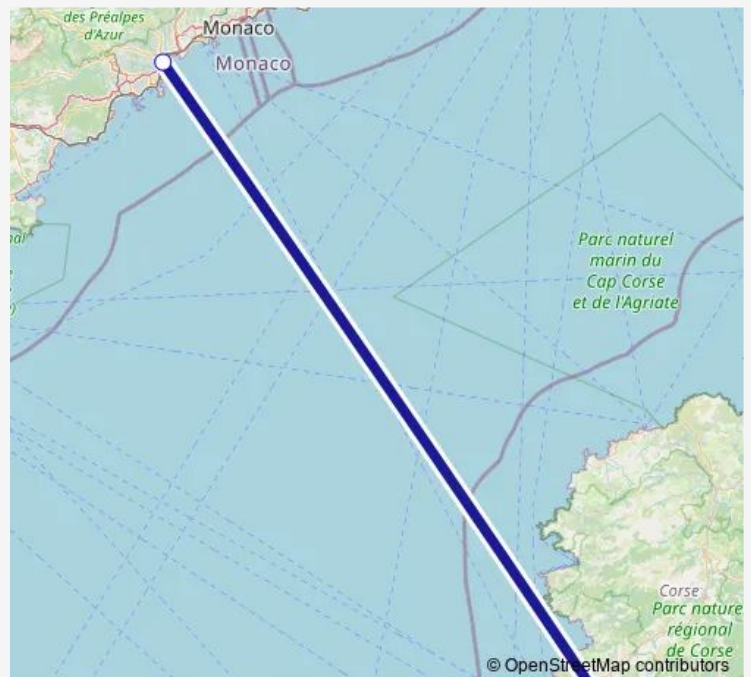 des Préalpes
d'Azur
Monaco
Monaco
Parc naturel
marin du
Cap Corse
et de l'Agriate
Corse
Parc nature
régional
de Corse
© OpenStreetMap contributors